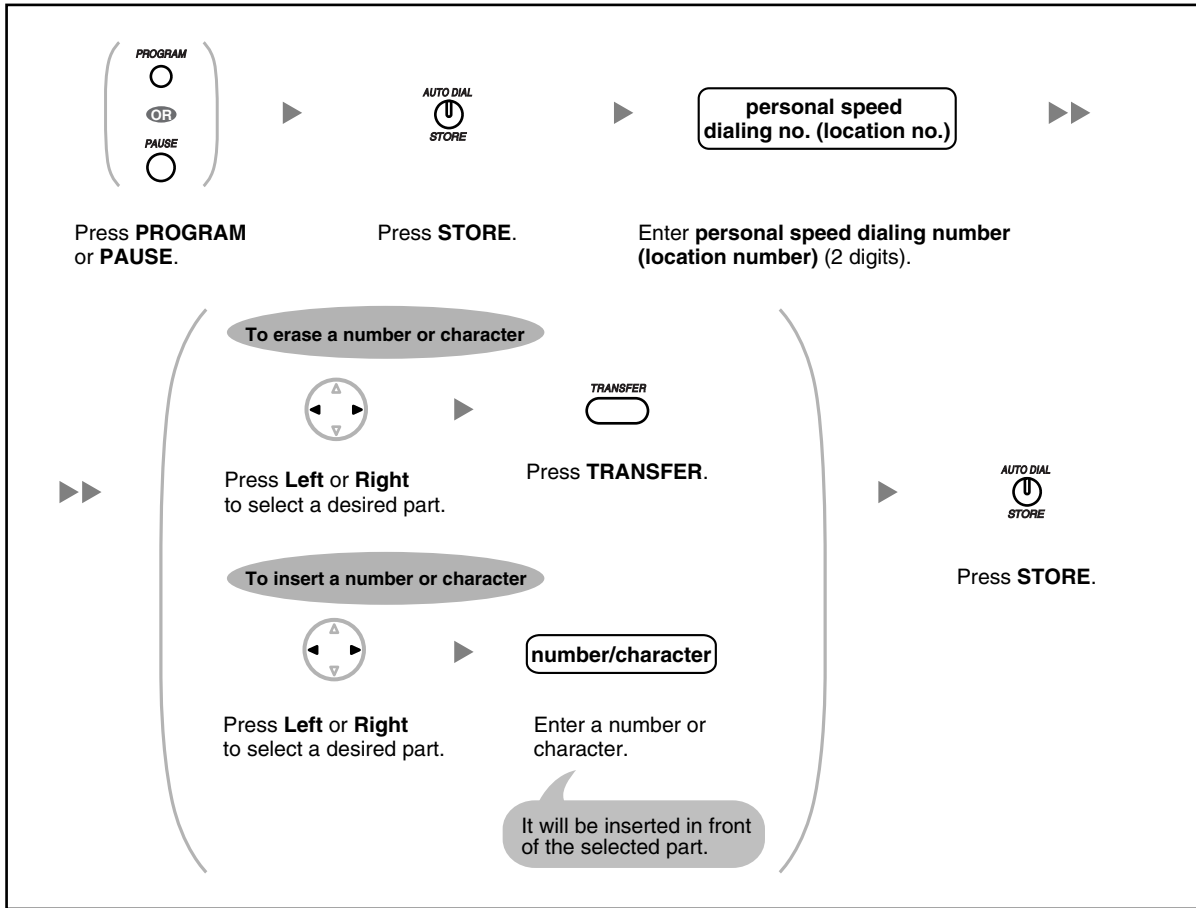 PROGRAM
OR
PAUSE
AUTO DIAL
STORE
personal speed
dialing no. (location no.)
Press PROGRAM
or PAUSE.
Press STORE.
Enter personal speed dialing number
(location number) (2 digits).
To erase a number or character
TRANSFER
Press Left or Right
to select a desired part.
Press TRANSFER.
To insert a number or character
number/character
Press Left or Right
to select a desired part.
Enter a number or
character.
It will be inserted in front
of the selected part.
AUTO DIAL
STORE
Press STORE.